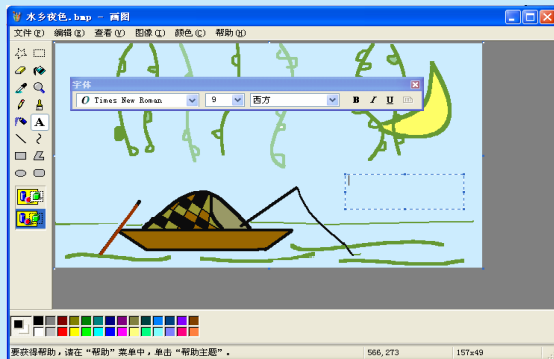 水乡夜色.bmp - 画图
文件(F) 编辑(E) 查看(V) 图像(I) 颜色(C) 帮助(H)
字体
Times New Roman 9 西方 B I U
A
要获得帮助，请在“帮助”菜单中，单击“帮助主题”。 566,273 157x49